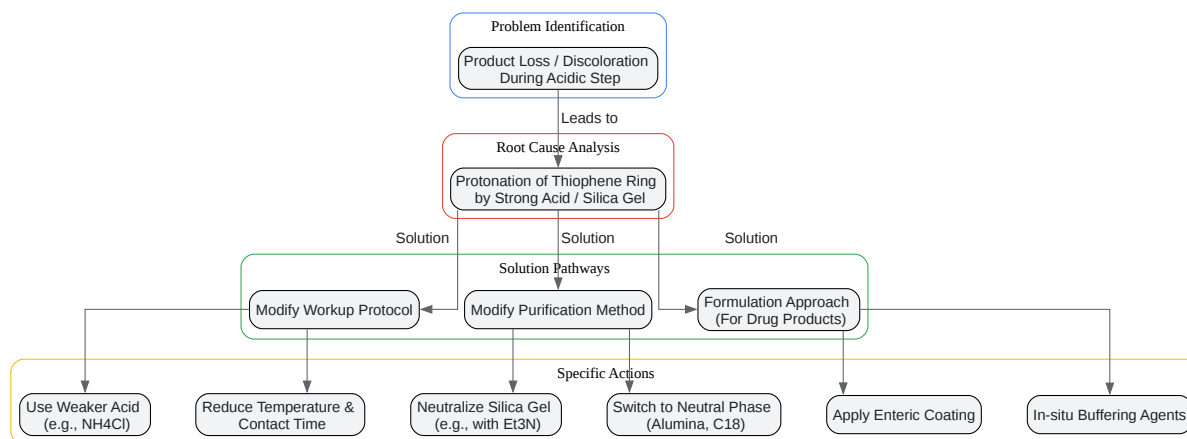 Problem Identification
Product Loss / Discoloration
During Acidic Step
Leads to
Root Cause Analysis
Protonation of Thiophene Ring
by Strong Acid / Silica Gel
Solution
Solution
Solution
Solution Pathways
Modify Workup Protocol
Modify Purification Method
Formulation Approach
(For Drug Products)
Specific Actions
Use Weaker Acid
(e.g., NH4Cl)
Reduce Temperature &
Contact Time
Neutralize Silica Gel
(e.g., with Et3N)
Switch to Neutral Phase
(Alumina, C18)
Apply Enteric Coating
In-situ Buffering Agents